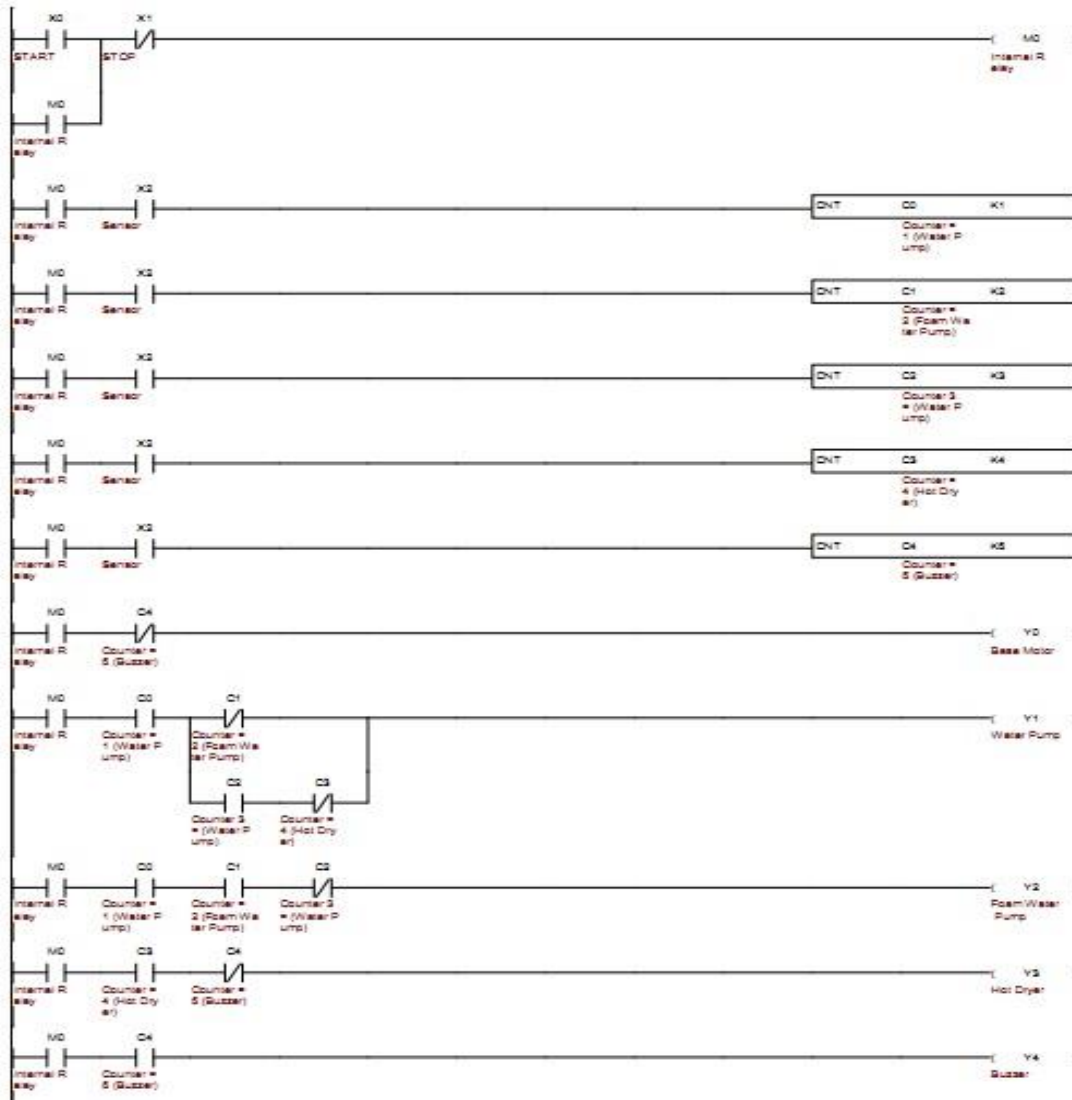 X0 X1
M0
START STOP
Internal R
elay
M0
Internal R
elay
M0 X2
CNT C0 K1
Internal R
elay
Sensor
Counter =
1 (Water P
ump)
M0 X2
CNT C1 K2
Internal R
elay
Sensor
Counter =
2 (Foam Wa
ter Pump)
M0 X2
CNT C2 K3
Internal R
elay
Sensor
Counter 3
= (Water P
ump)
M0 X2
CNT C3 K4
Internal R
elay
Sensor
Counter =
4 (Hot Dry
er)
M0 X2
CNT C4 K5
Internal R
elay
Sensor
Counter =
5 (Buzzer)
M0 C4
Y0
Internal R
elay
Counter =
5 (Buzzer)
Base Motor
M0 C0 C1
Y1
Internal R
elay
Counter =
1 (Water P
ump)
Counter =
2 (Foam Wa
ter Pump)
Water Pump
C2 C3
Counter 3
= (Water P
ump)
Counter =
4 (Hot Dry
er)
M0 C0 C1 C2
Y2
Internal R
elay
Counter =
1 (Water P
ump)
Counter =
2 (Foam Wa
ter Pump)
Counter 3
= (Water P
ump)
Foam Water
Pump
M0 C3 C4
Y3
Internal R
elay
Counter =
4 (Hot Dry
er)
Counter =
5 (Buzzer)
Hot Dryer
M0 C4
Y4
Internal R
elay
Counter =
5 (Buzzer)
Buzzer